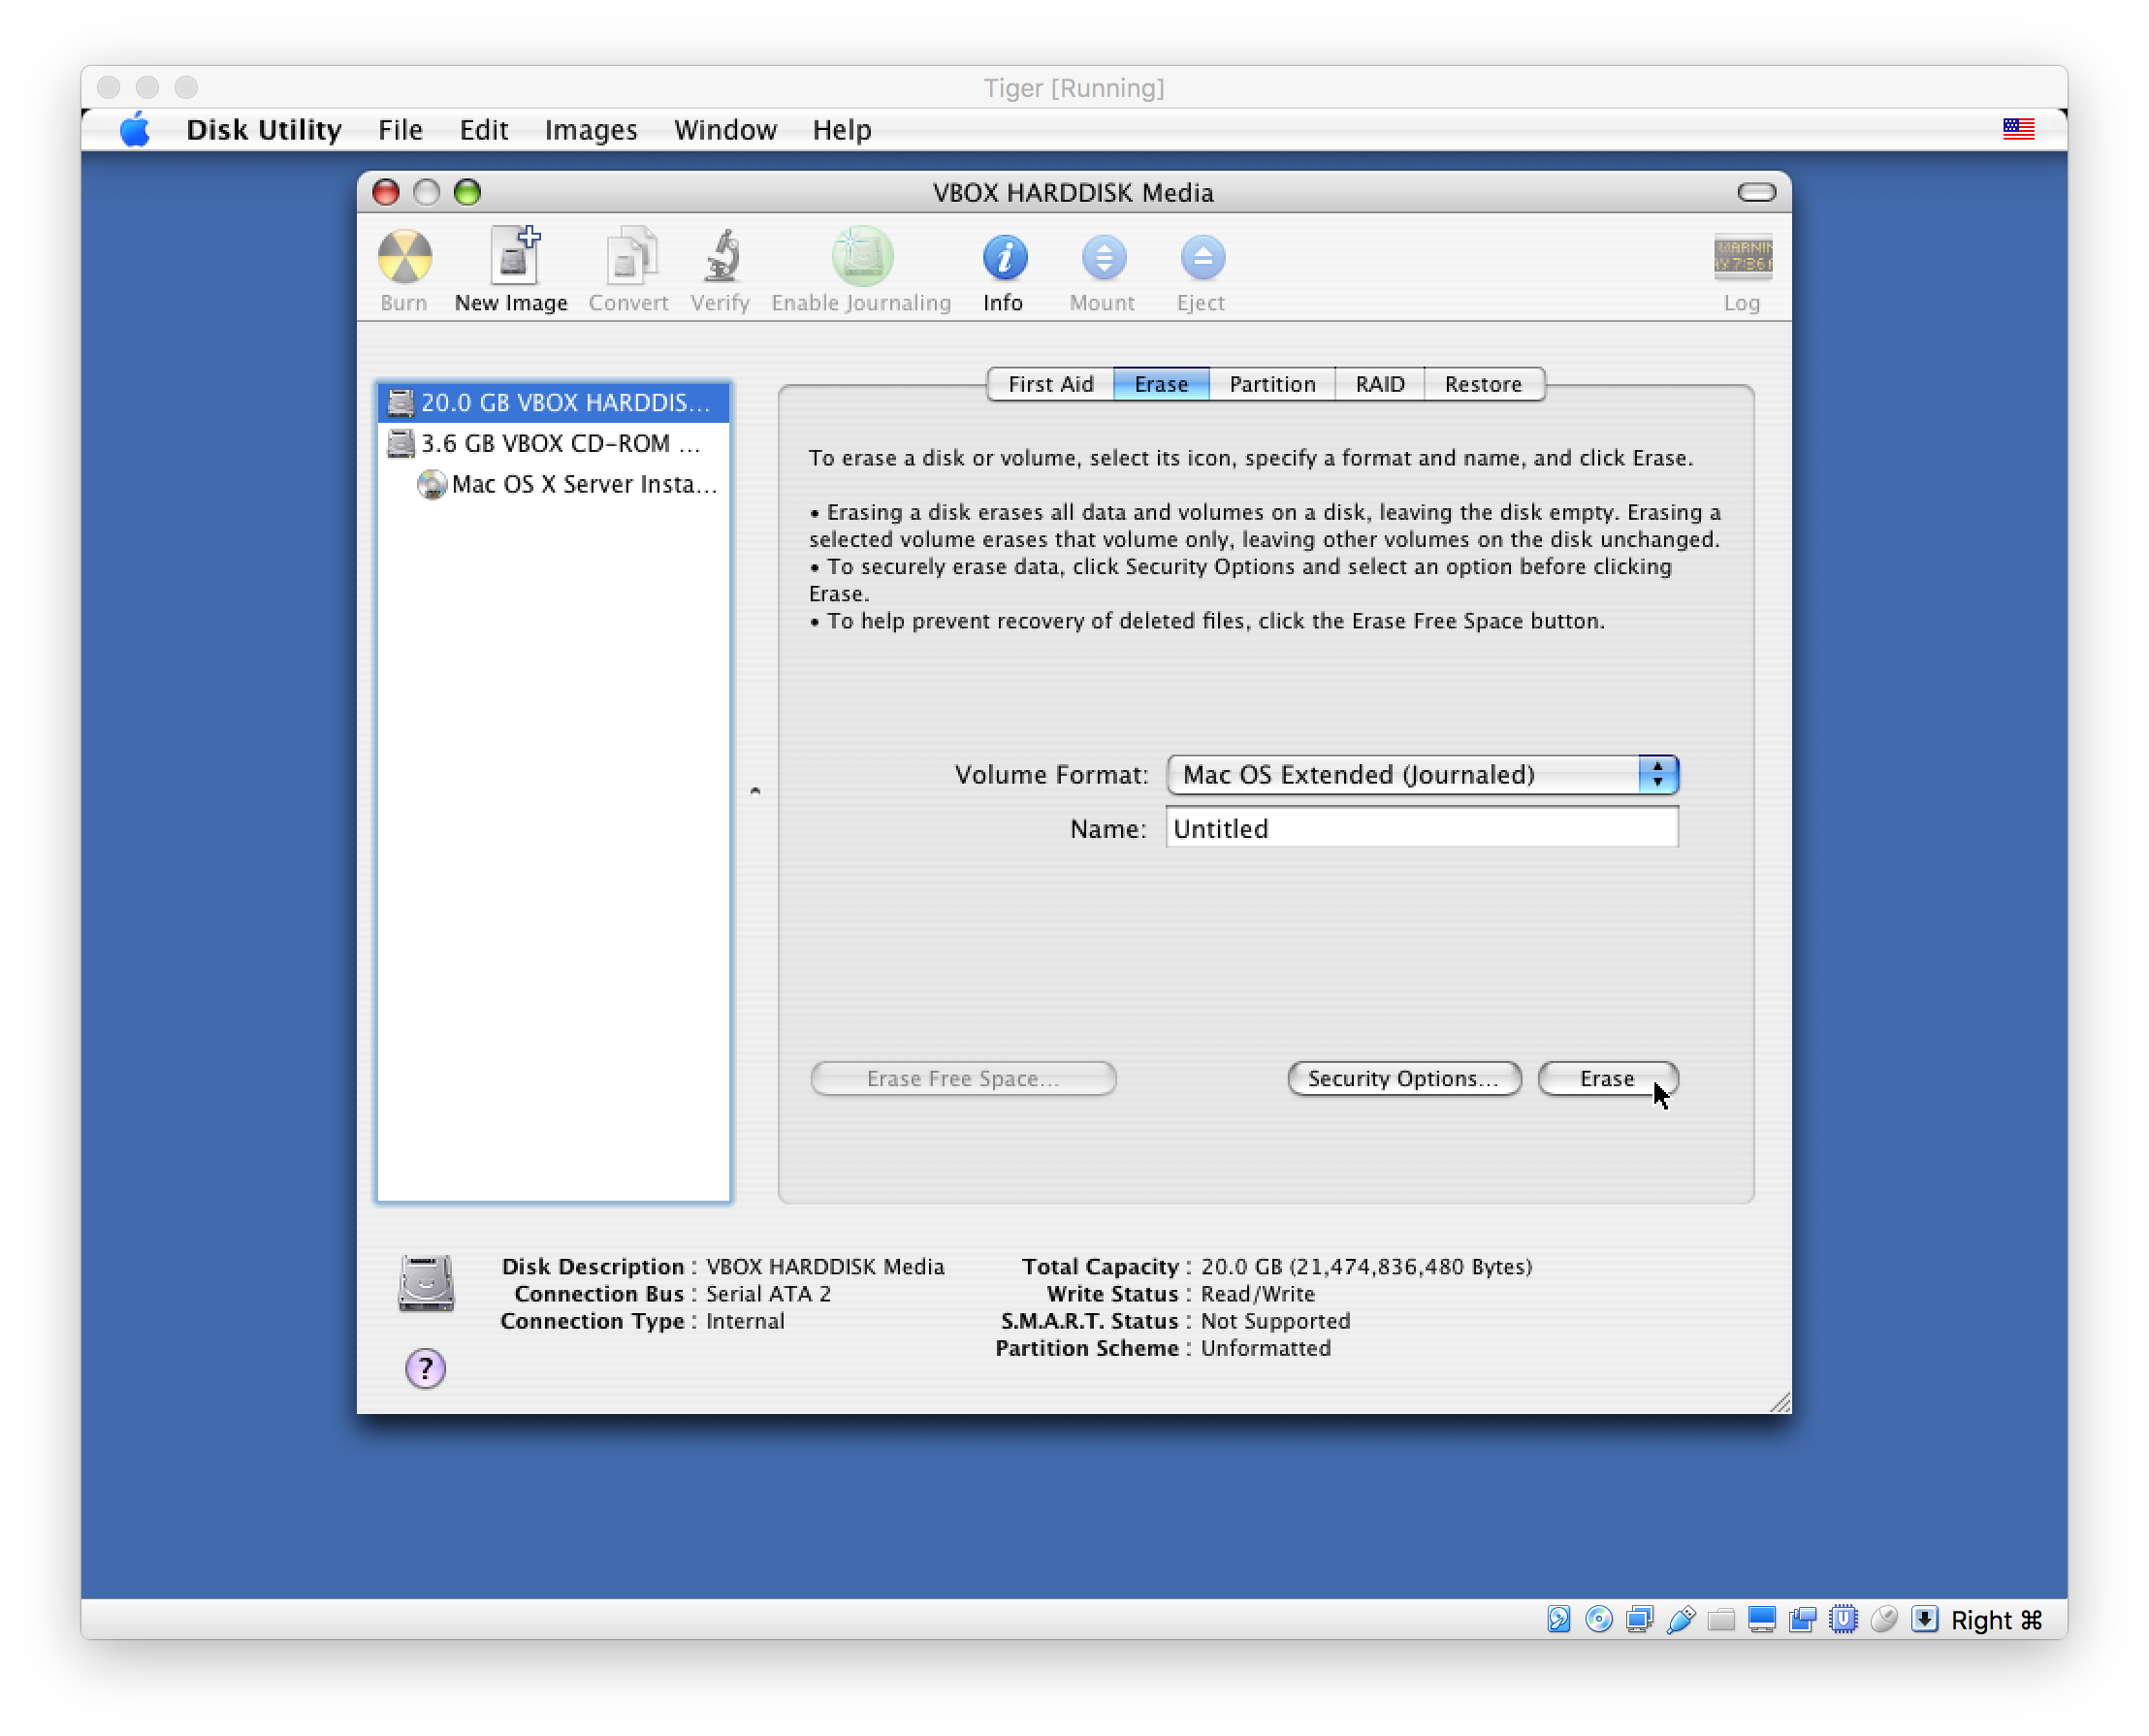 Tiger [Running]
Disk Utility File Edit Images Window Help
VBOX HARDDISK Media
Burn New Image Convert Verify Enable Journaling Info Mount Eject Log
First Aid Erase Partition RAID Restore
20.0 GB VBOX HARDDIS...
3.6 GB VBOX CD-ROM ...
Mac OS X Server Insta...
To erase a disk or volume, select its icon, specify a format and name, and click Erase.
• Erasing a disk erases all data and volumes on a disk, leaving the disk empty. Erasing a
selected volume erases that volume only, leaving other volumes on the disk unchanged.
• To securely erase data, click Security Options and select an option before clicking
Erase.
• To help prevent recovery of deleted files, click the Erase Free Space button.
Volume Format: Mac OS Extended (Journaled)
Name: Untitled
Erase Free Space... Security Options... Erase
Disk Description : VBOX HARDDISK Media
Connection Bus : Serial ATA 2
Connection Type : Internal
Total Capacity : 20.0 GB (21,474,836,480 Bytes)
Write Status : Read/Write
S.M.A.R.T. Status : Not Supported
Partition Scheme : Unformatted
?
Right ⌘